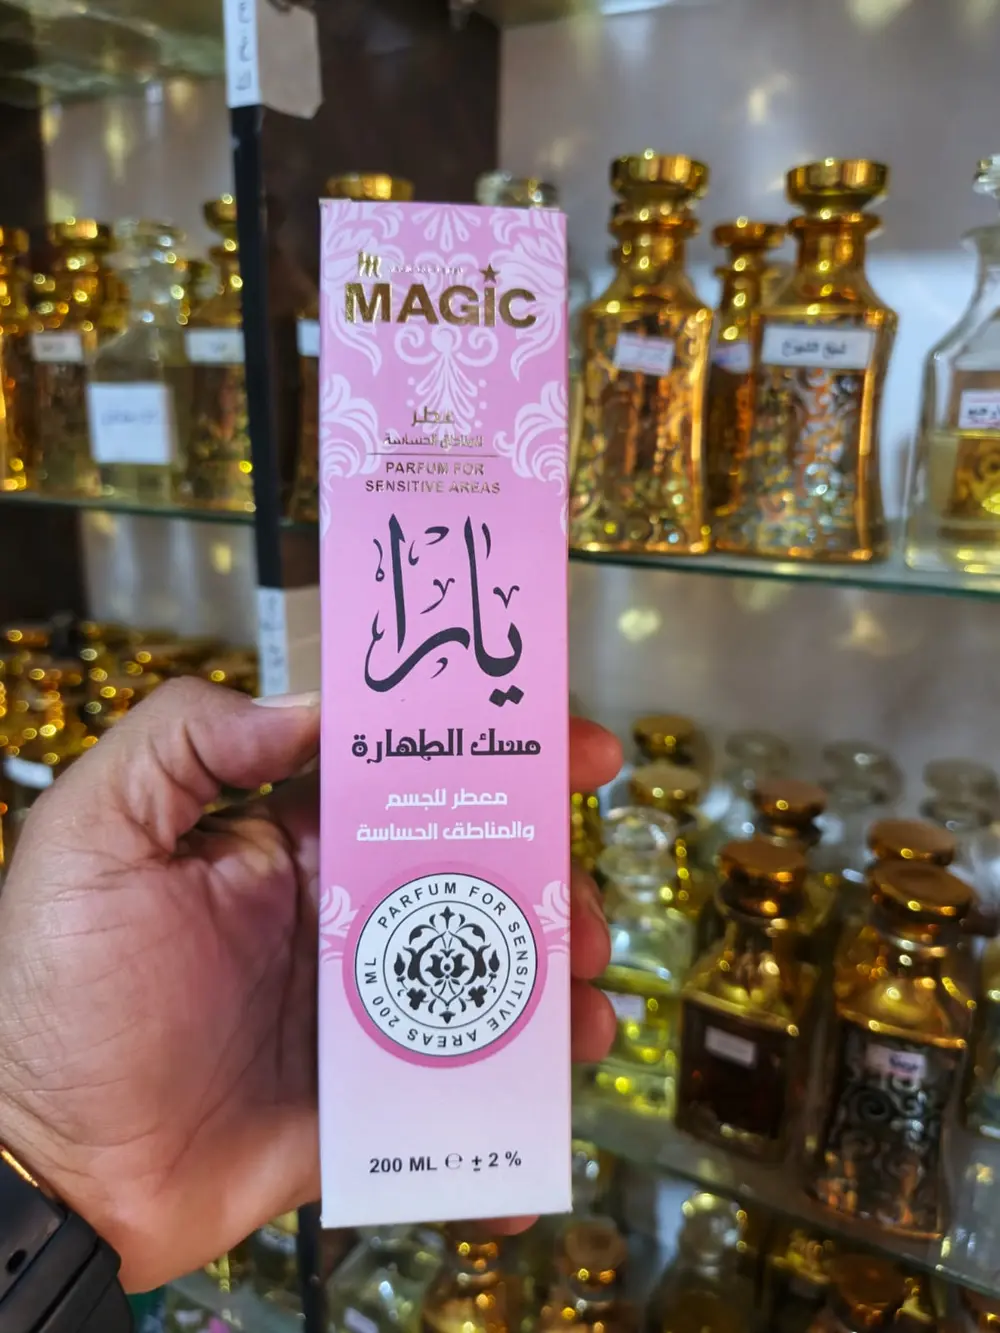 MAGiC
عطر
للمناطق الحساسة
PARFUM FOR
SENSITIVE AREAS
يارا
مسك الطهارة
معطر للجسم
والمناطق الحساسة
PARFUM FOR SENSITIVE AREAS 200 ML
200 ML ℮ ± 2 %